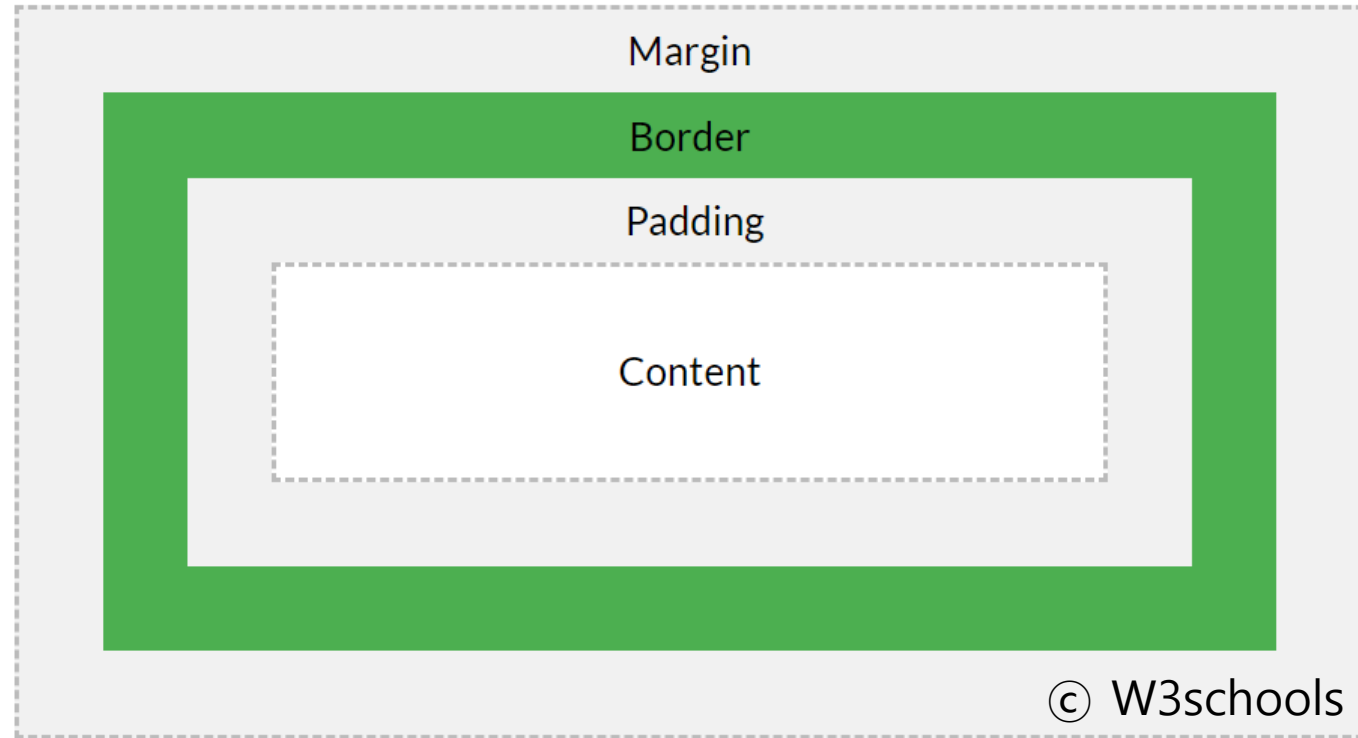 Margin
Border
Padding
Content
ⓒ W3schools